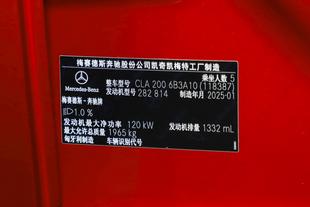 梅赛德斯奔驰股份公司凯奇凯梅特工厂制造
乘坐人数 5
整车型号 CLA 200 6B3A10 (118387)
发动机型号 282 814 制造年月 2025-01
Mercedes-Benz
梅赛德斯-奔驰牌
1.0 %
发动机最大净功率 120 kW 发动机排量 1332 mL
最大允许总质量 1965 kg
匈牙利制造 车辆识别代号